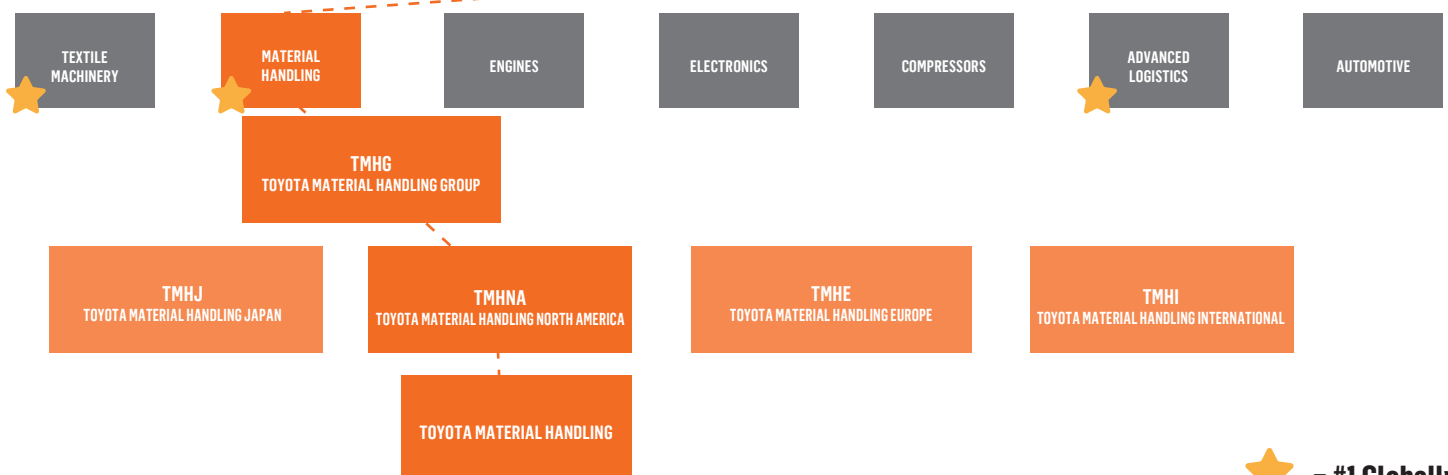 TEXTILE
MACHINERY
MATERIAL
HANDLING
ENGINES
ELECTRONICS
COMPRESSORS
ADVANCED
LOGISTICS
AUTOMOTIVE
TMHG
TOYOTA MATERIAL HANDLING GROUP
TMHJ
TOYOTA MATERIAL HANDLING JAPAN
TMHNA
TOYOTA MATERIAL HANDLING NORTH AMERICA
TMHE
TOYOTA MATERIAL HANDLING EUROPE
TMHI
TOYOTA MATERIAL HANDLING INTERNATIONAL
TOYOTA MATERIAL HANDLING
= #1 Globally